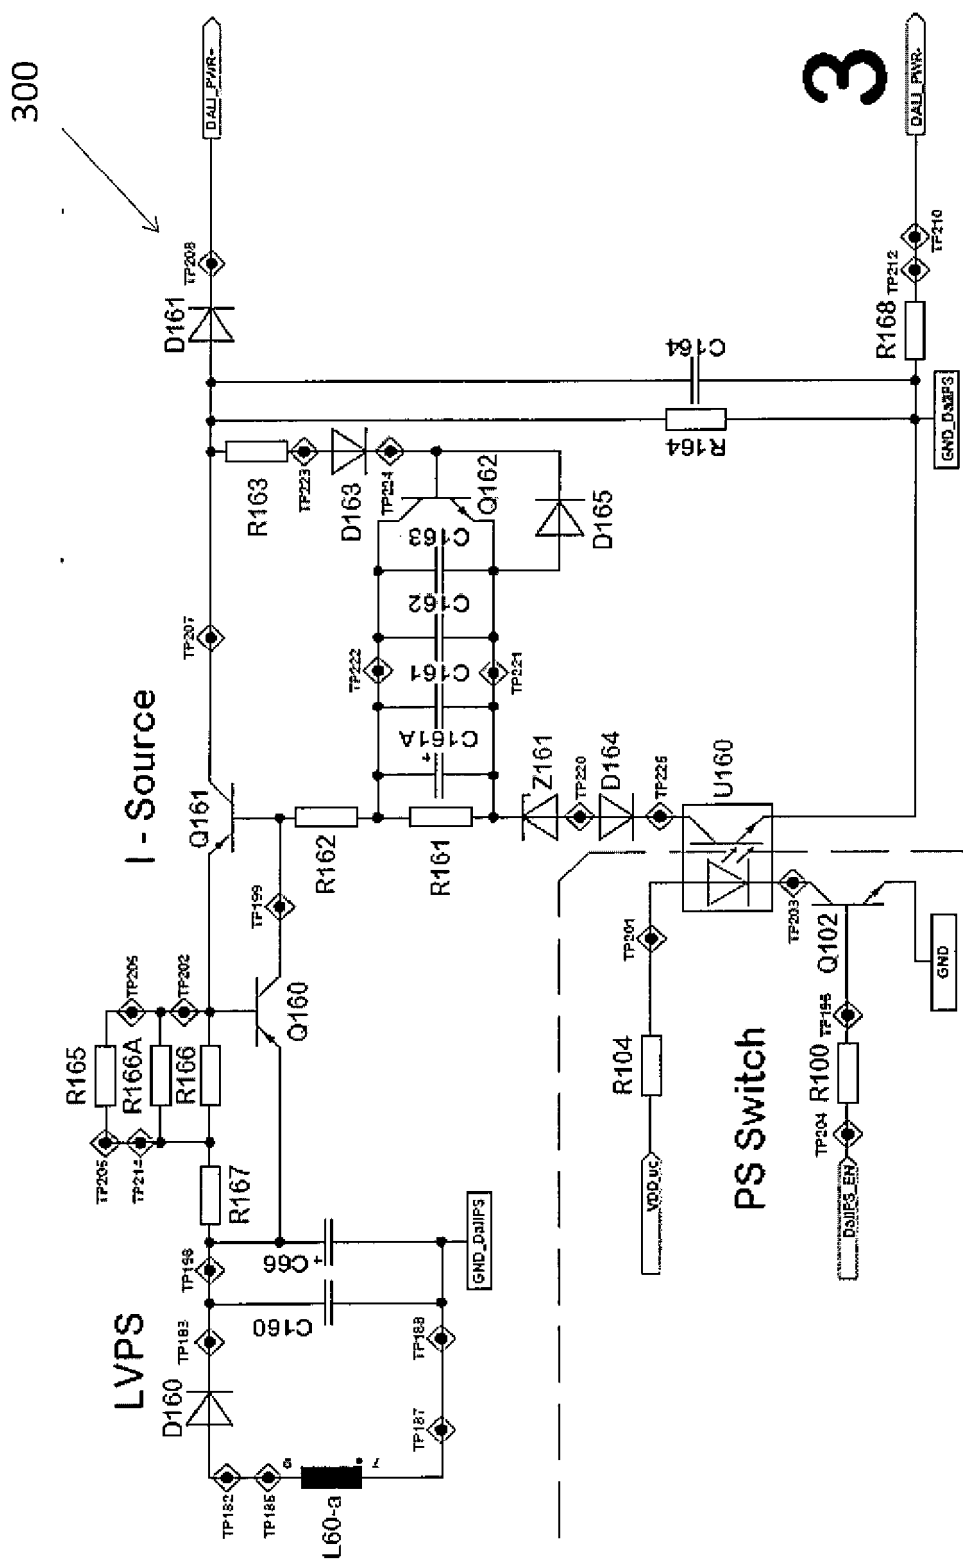 300
DALI_PWR+
TP208
D161
3
DALI_PWR-
TP210
TP212
R168
C164
R164
GND_DaliPS
R163
TP223
D163
TP224
Q162
D165
C163
C162
C161
C161A
TP222
TP221
TP207
I - Source
Q161
R162
R161
Z161
TP220
D164
TP225
U160
TP199
Q160
TP202
R165
R166A
R166
TP214
R167
TP201
TP203
Q102
GND
R104
TP195
R100
TP204
PS Switch
VDD_uC
DaliPS_EN
LVPS
TP198
C66
+
C160
GND_DaliPS
TP183
D160
TP188
TP187
TP182
TP185
7
L60-a